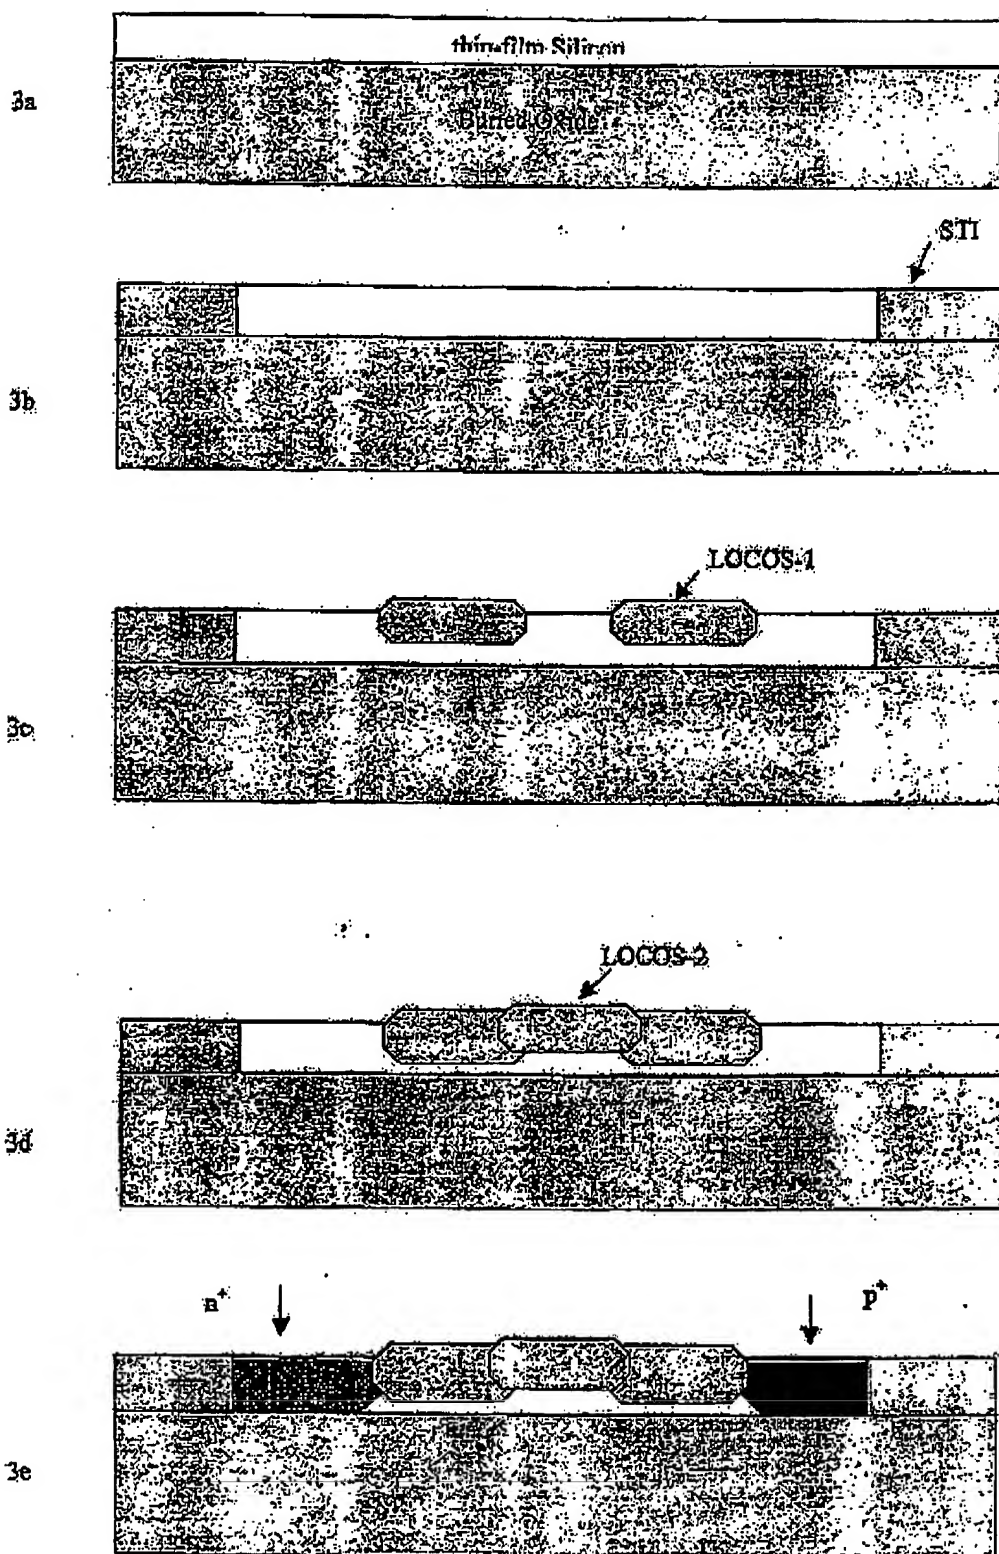 thin-film Silicon
3a
Buried Oxide
STI
3b
LOCOS-1
3c
LOCOS-2
3d
n⁺
p⁺
3e